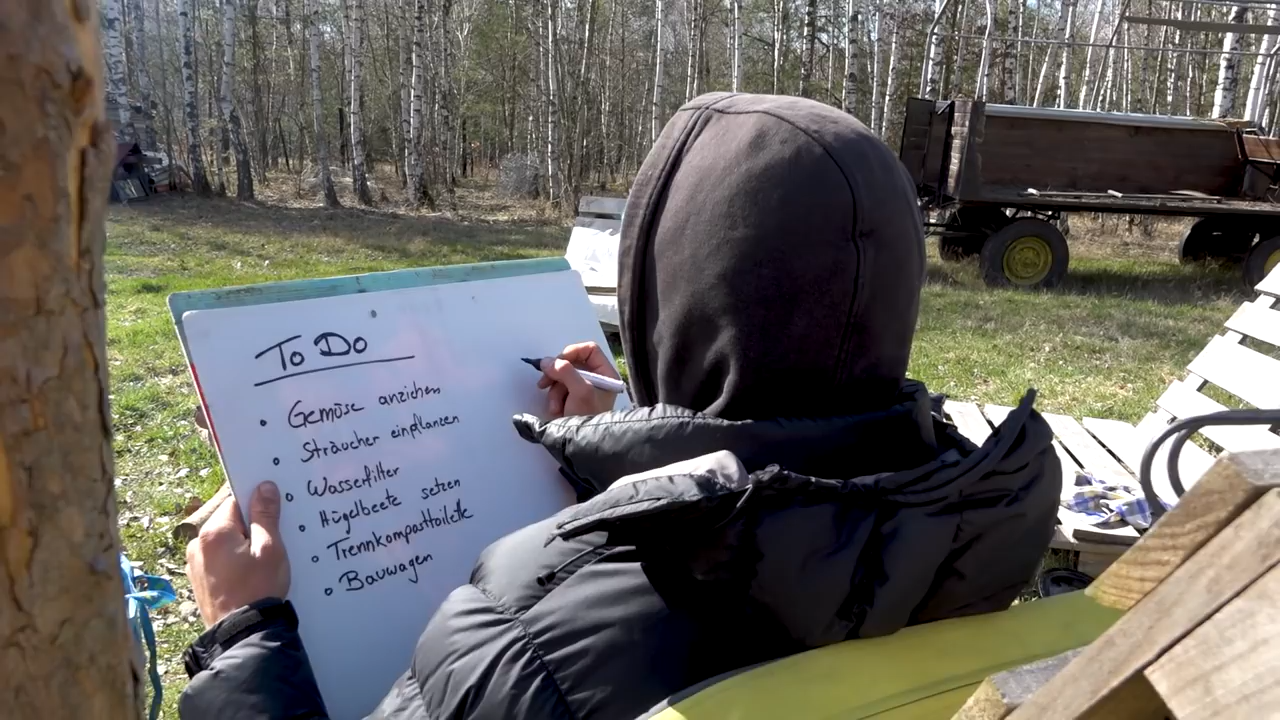 To Do
• Gemüse anziehen
• Sträucher einpflanzen
• Wasserfilter
• Hügelbeete setzen
• Trennkomposttoilette
• Bauwagen